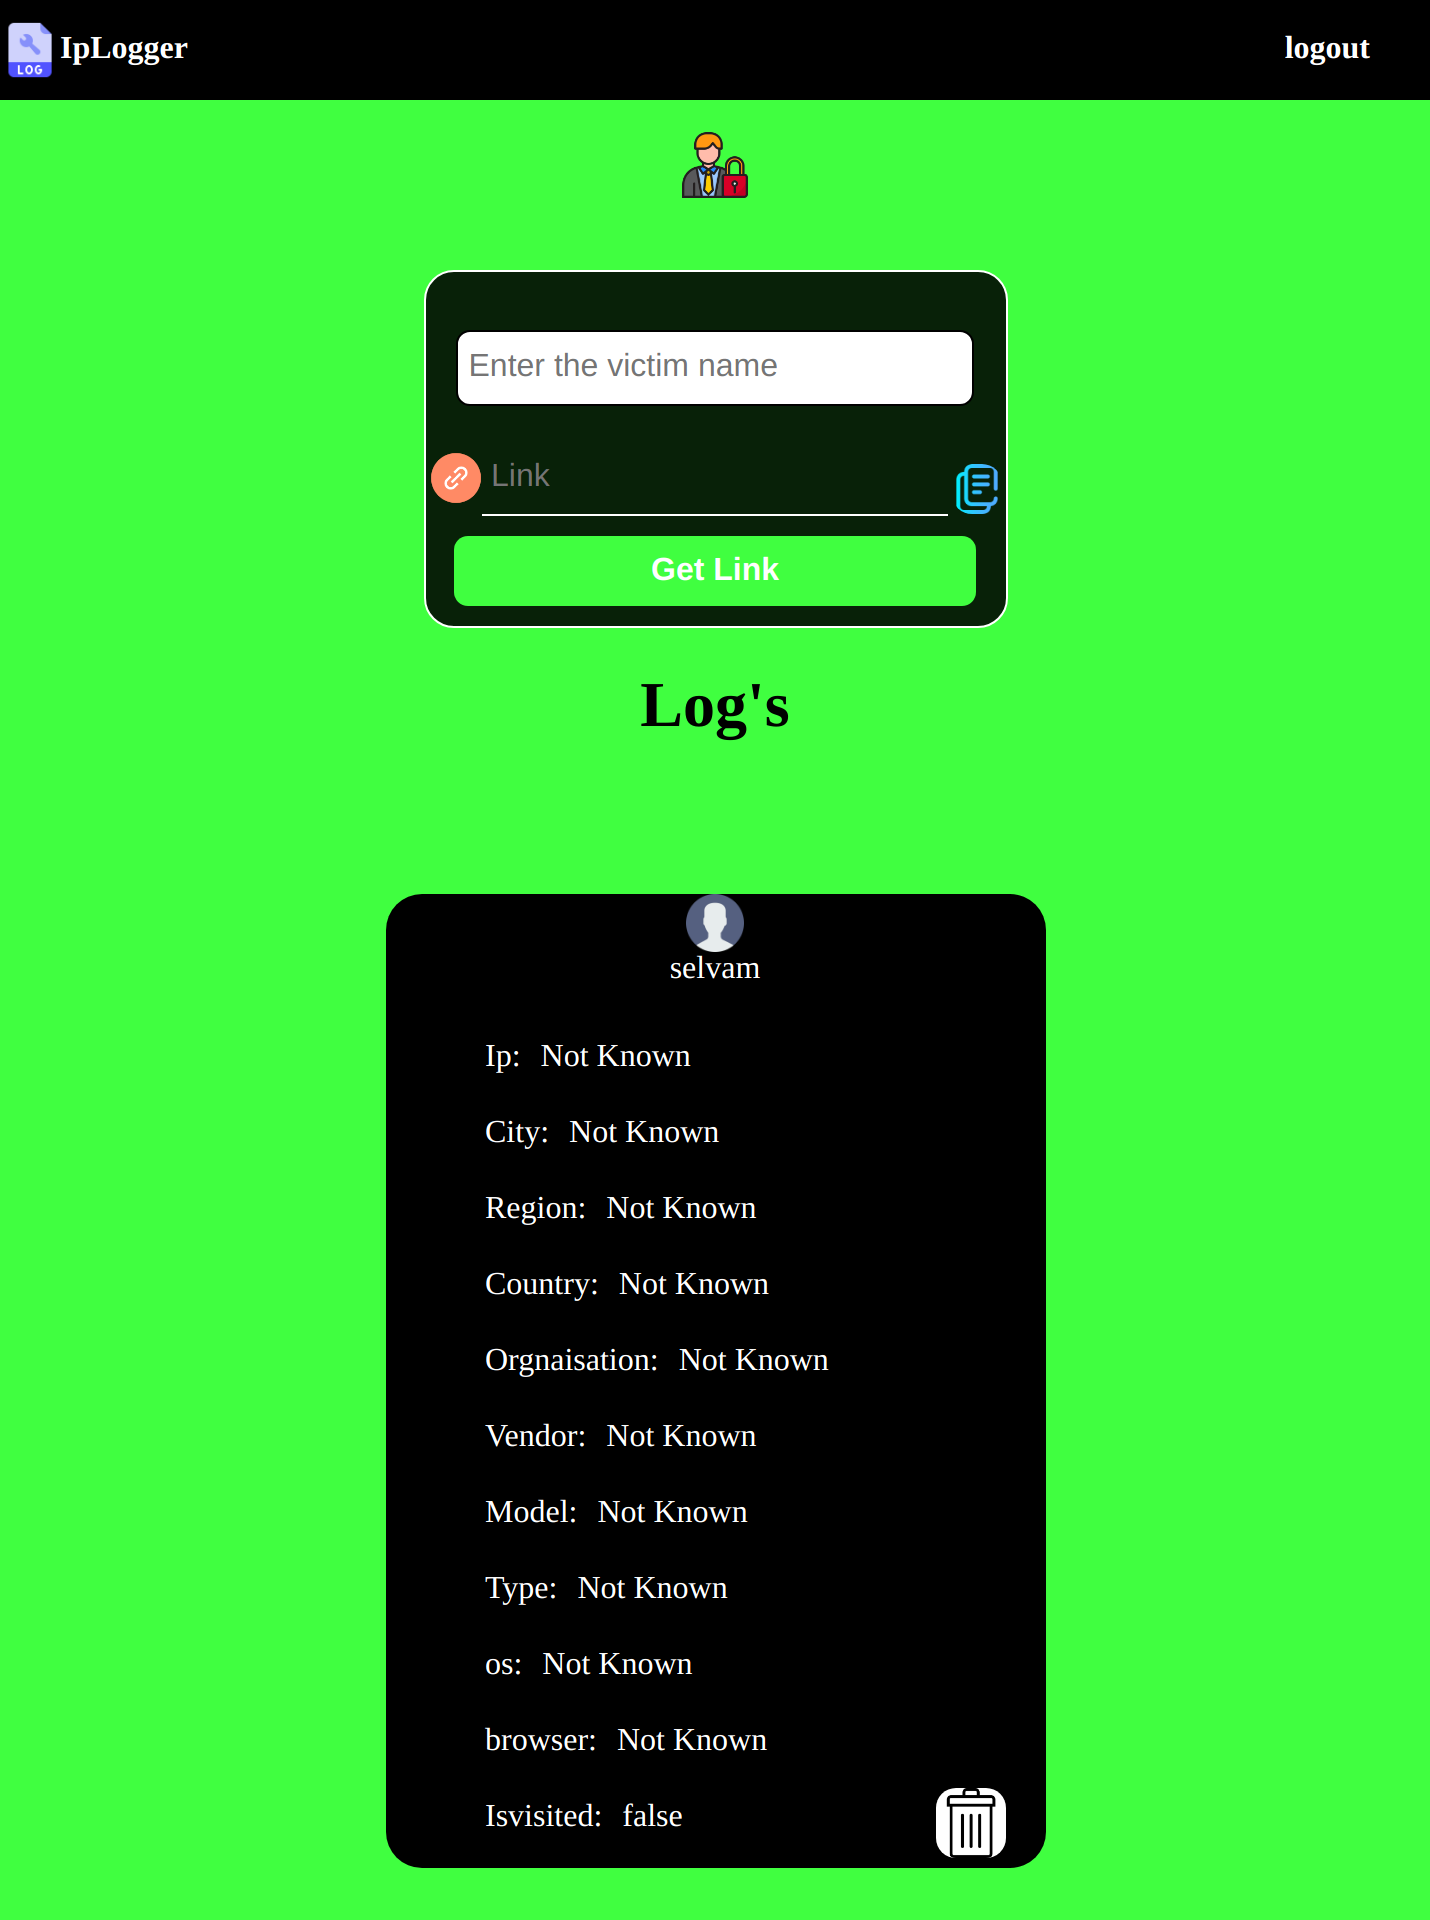 IpLogger
logout
LOG
Enter the victim name
Link
Get Link
Log's
selvam
Ip: Not Known
City: Not Known
Region: Not Known
Country: Not Known
Orgnaisation: Not Known
Vendor: Not Known
Model: Not Known
Type: Not Known
os: Not Known
browser: Not Known
Isvisited: false